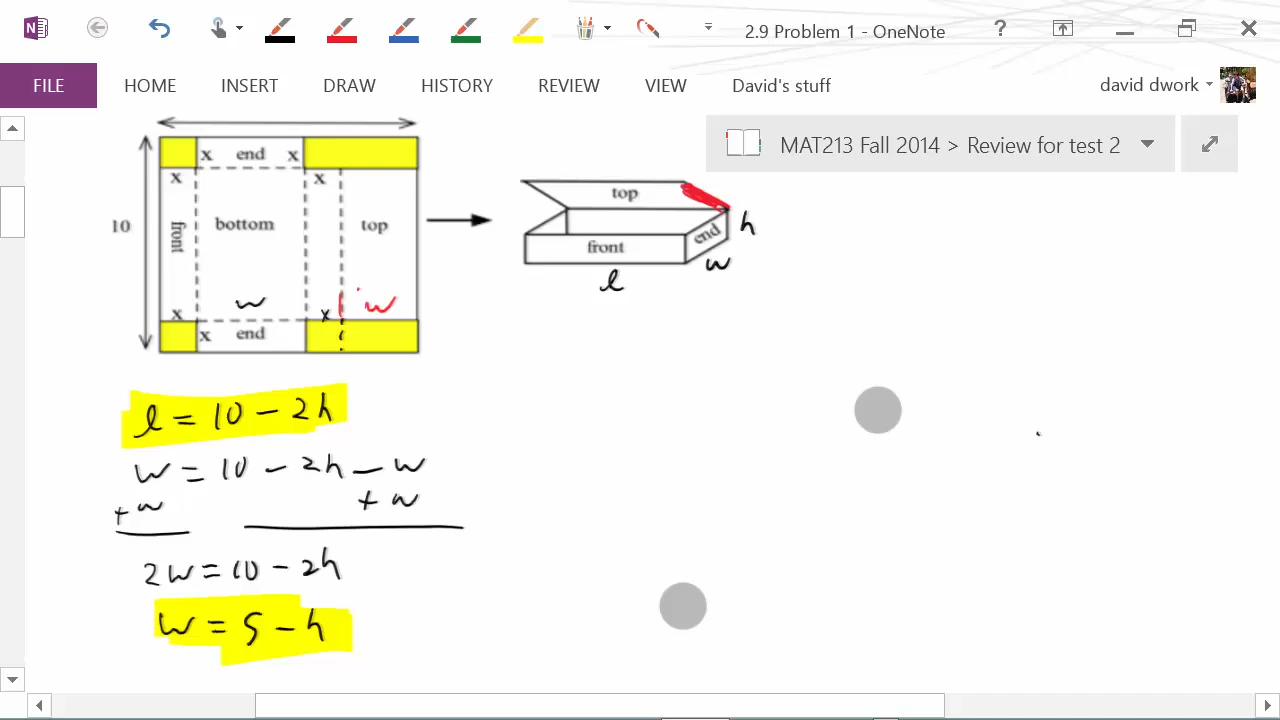 2.9 Problem 1 - OneNote
?
FILE
HOME
INSERT
DRAW
HISTORY
REVIEW
VIEW
David's stuff
david dwork
MAT213 Fall 2014 > Review for test 2
x end x
x x
10
front
bottom
top
w
x x w
x end
top
h
end
front
w
l
l = 10 - 2h
w = 10 - 2h - w
+ w + w
2w = 10 - 2h
w = 5 - h